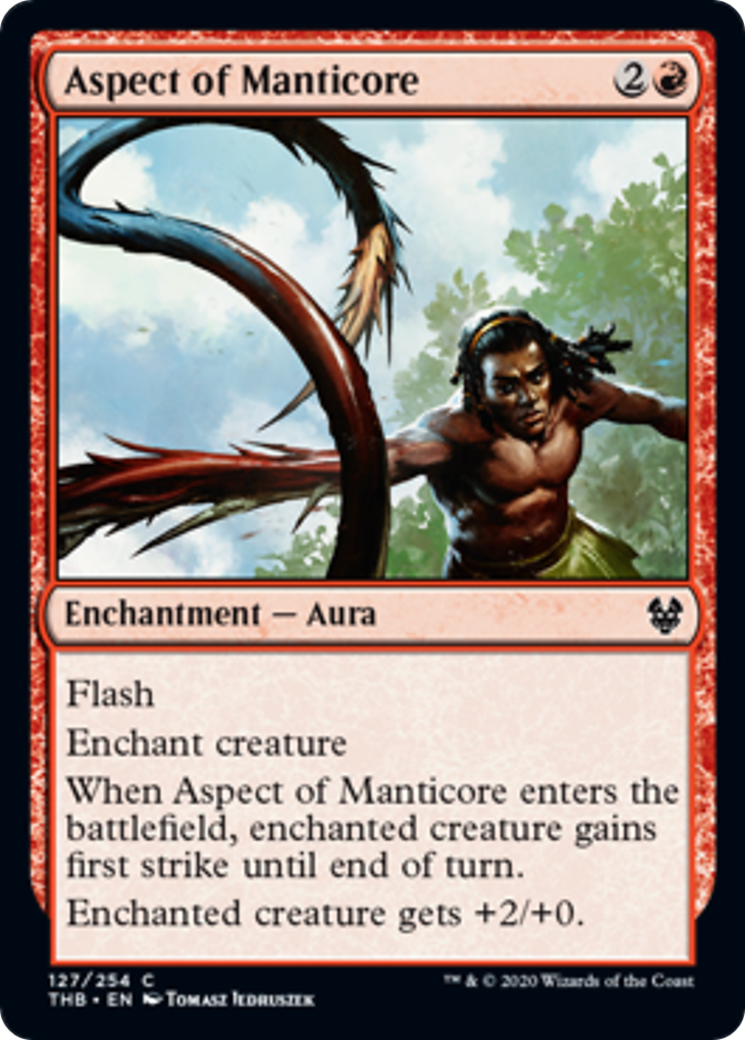 Aspect of Manticore 2
Enchantment — Aura
Flash
Enchant creature
When Aspect of Manticore enters the
battlefield, enchanted creature gains
first strike until end of turn.
Enchanted creature gets +2/+0.
127/254 C
THB • EN Tomasz Jedruszek
™ & © 2020 Wizards of the Coast